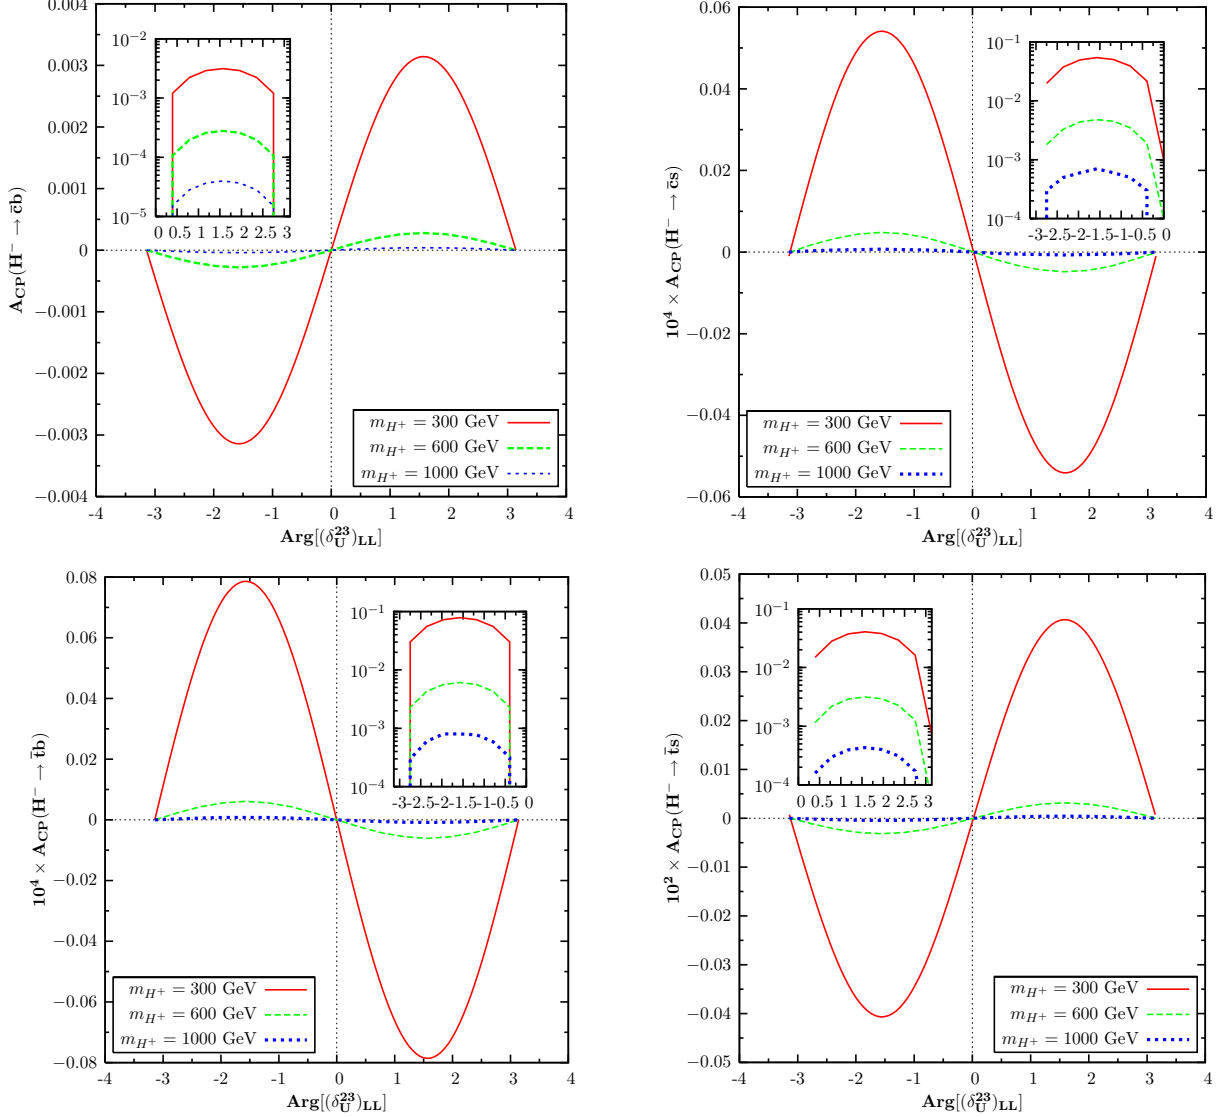 A_CP(H⁻ → c̄b)
0.004
0.003
0.002
0.001
0
−0.001
−0.002
−0.003
−0.004
10⁻²
10⁻³
10⁻⁴
10⁻⁵
0 0.5 1 1.5 2 2.5 3
m_H⁺ = 300 GeV
m_H⁺ = 600 GeV
m_H⁺ = 1000 GeV
-4 -3 -2 -1 0 1 2 3 4
Arg[(δ_U^23)_LL]
10⁴ × A_CP(H⁻ → c̄s)
0.06
0.04
0.02
0
−0.02
−0.04
−0.06
10⁻¹
10⁻²
10⁻³
10⁻⁴
-3 -2.5 -2 -1.5 -1 -0.5 0
m_H⁺ = 300 GeV
m_H⁺ = 600 GeV
m_H⁺ = 1000 GeV
-4 -3 -2 -1 0 1 2 3 4
Arg[(δ_U^23)_LL]
10⁴ × A_CP(H⁻ → t̄b)
0.08
0.06
0.04
0.02
0
−0.02
−0.04
−0.06
−0.08
10⁻¹
10⁻²
10⁻³
10⁻⁴
-3 -2.5 -2 -1.5 -1 -0.5 0
m_H⁺ = 300 GeV
m_H⁺ = 600 GeV
m_H⁺ = 1000 GeV
-4 -3 -2 -1 0 1 2 3 4
Arg[(δ_U^23)_LL]
10² × A_CP(H⁻ → t̄s)
0.05
0.04
0.03
0.02
0.01
0
−0.01
−0.02
−0.03
−0.04
−0.05
10⁻¹
10⁻²
10⁻³
10⁻⁴
0 0.5 1 1.5 2 2.5 3
m_H⁺ = 300 GeV
m_H⁺ = 600 GeV
m_H⁺ = 1000 GeV
-4 -3 -2 -1 0 1 2 3 4
Arg[(δ_U^23)_LL]